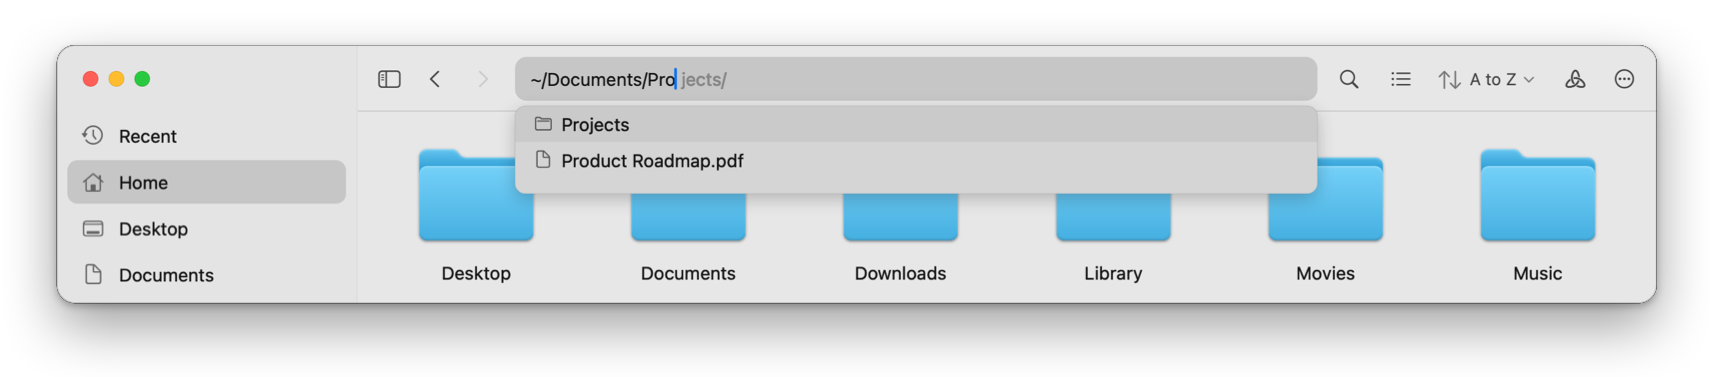 ~/Documents/Projects/
A to Z
Projects
Product Roadmap.pdf
Recent
Home
Desktop
Documents
Desktop
Documents
Downloads
Library
Movies
Music